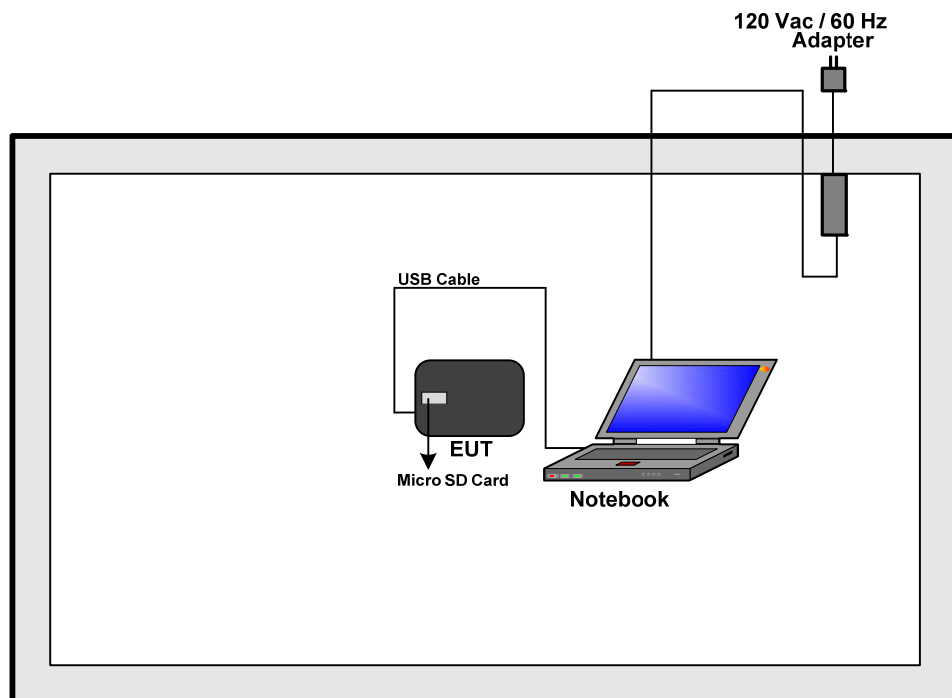 120 Vac / 60 Hz
Adapter
USB Cable
EUT
Micro SD Card
Notebook